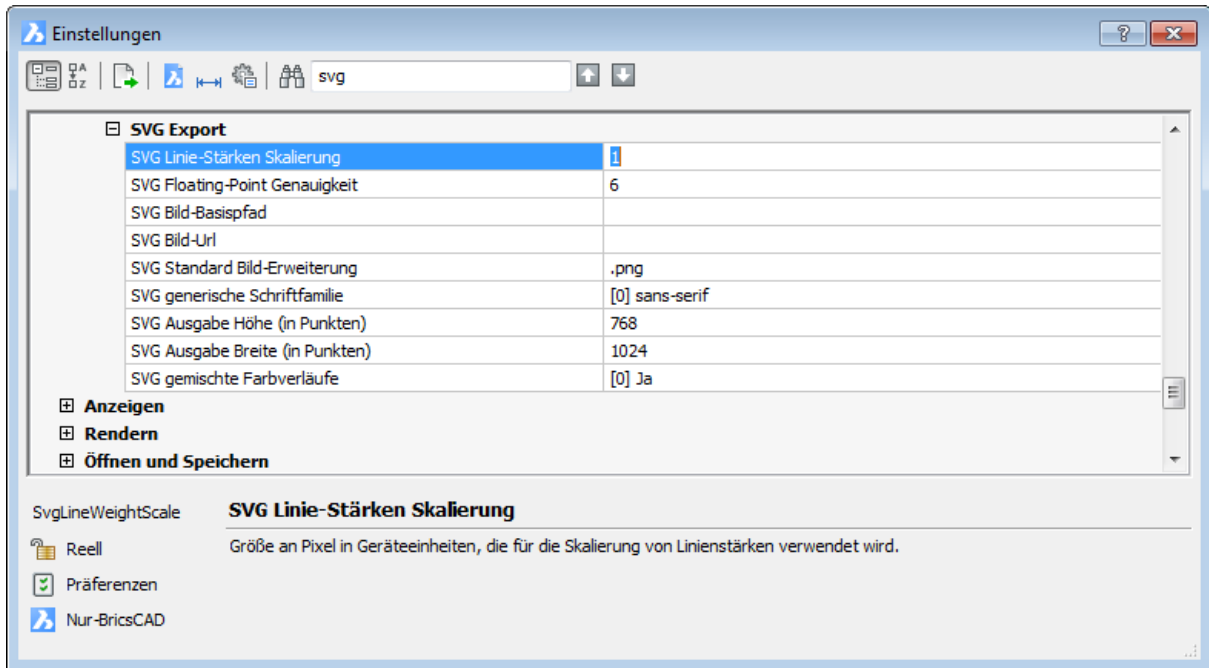 Einstellungen
svg
SVG Export
SVG Linie-Stärken Skalierung 1
SVG Floating-Point Genauigkeit 6
SVG Bild-Basispfad
SVG Bild-Url
SVG Standard Bild-Erweiterung .png
SVG generische Schriftfamilie [0] sans-serif
SVG Ausgabe Höhe (in Punkten) 768
SVG Ausgabe Breite (in Punkten) 1024
SVG gemischte Farbverläufe [0] Ja
Anzeigen
Rendern
Öffnen und Speichern
SvgLineWeightScale SVG Linie-Stärken Skalierung
Reell Größe an Pixel in Geräteeinheiten, die für die Skalierung von Linienstärken verwendet wird.
Präferenzen
Nur-BricsCAD